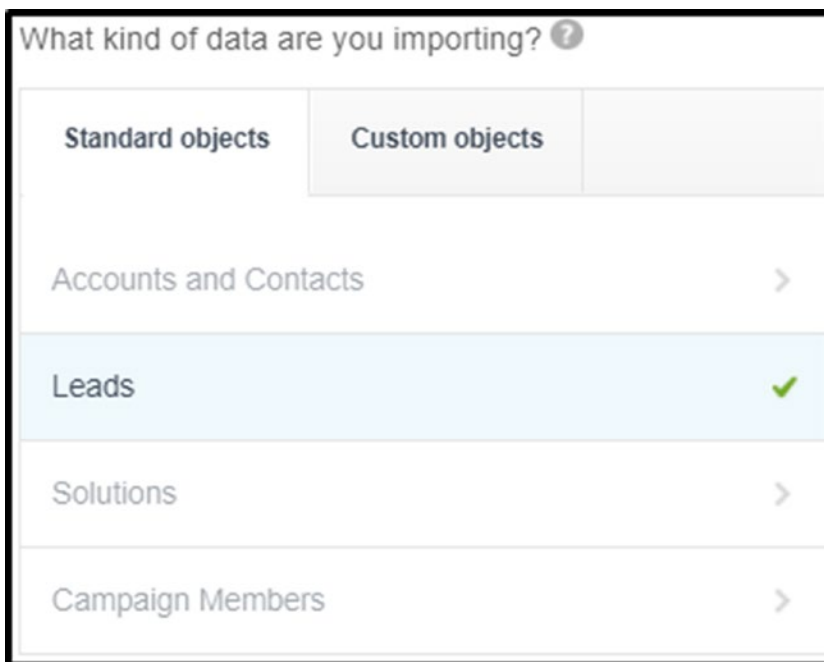 What kind of data are you importing? ?
Standard objects Custom objects
Accounts and Contacts
Leads
Solutions
Campaign Members